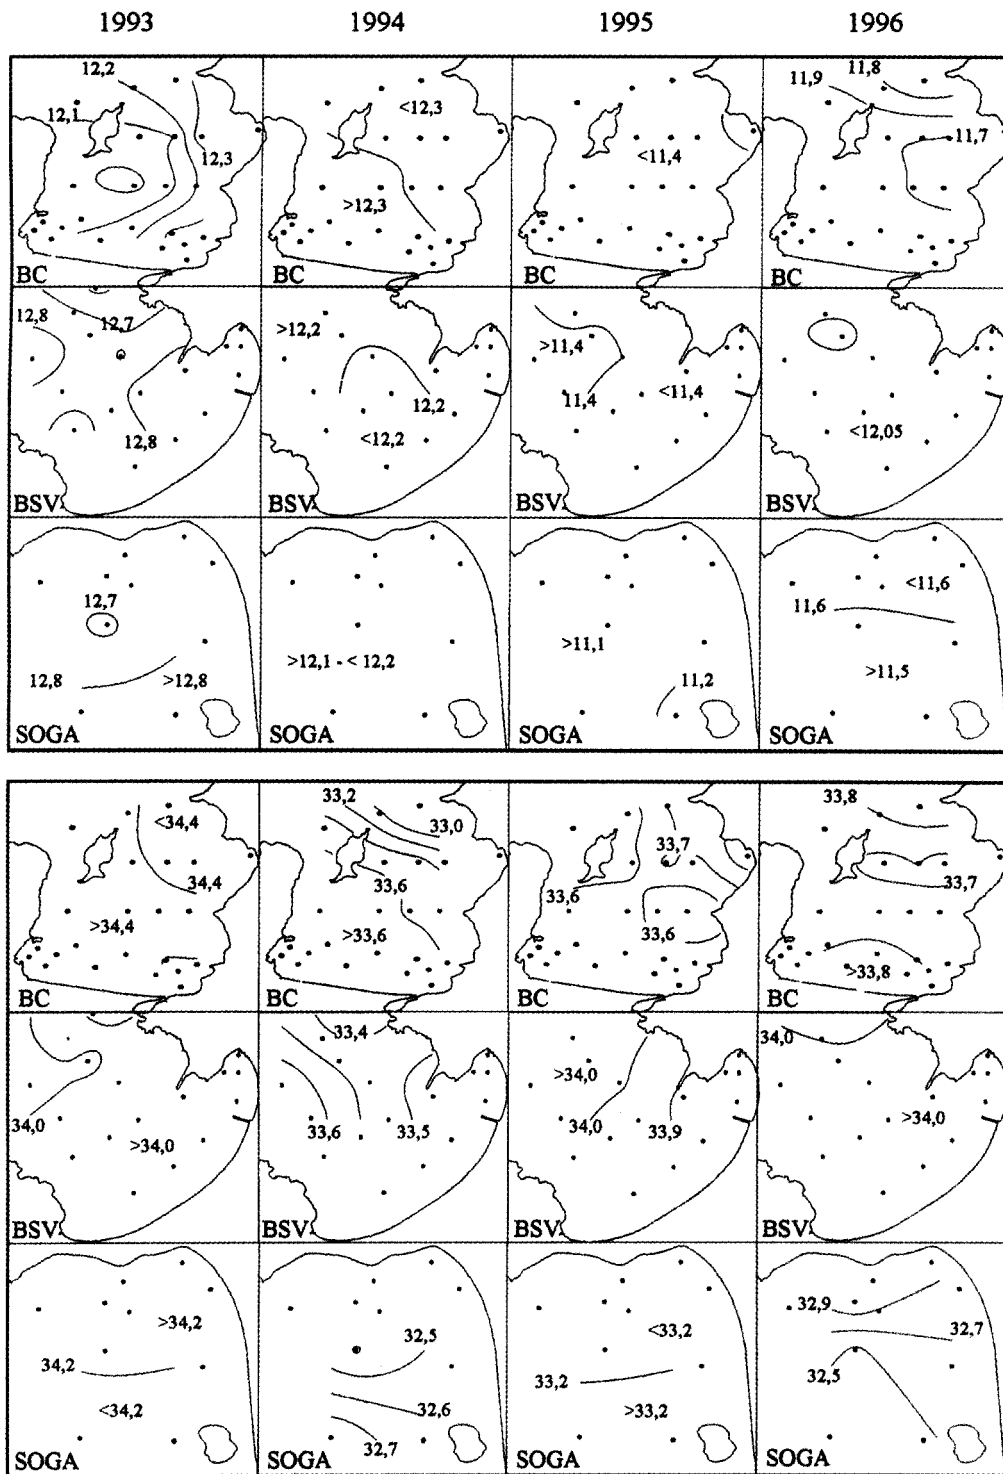 1993 1994 1995 1996
12,2
12,1
12,3
BC
<12,3
>12,3
BC
<11,4
BC
11,9
11,8
11,7
BC
12,8
12,7
12,8
BSV
>12,2
12,2
<12,2
BSV
>11,4
11,4
<11,4
BSV
<12,05
BSV
12,7
12,8
>12,8
SOGA
>12,1 - < 12,2
SOGA
>11,1
11,2
SOGA
<11,6
11,6
>11,5
SOGA
<34,4
34,4
>34,4
BC
33,2
33,0
33,6
>33,6
BC
33,7
33,6
33,6
BC
33,8
33,7
>33,8
BC
34,0
>34,0
BSV
33,4
33,6
33,5
BSV
>34,0
34,0
33,9
BSV
34,0
>34,0
BSV
>34,2
34,2
<34,2
SOGA
32,5
32,6
32,7
SOGA
<33,2
33,2
>33,2
SOGA
32,9
32,7
32,5
SOGA